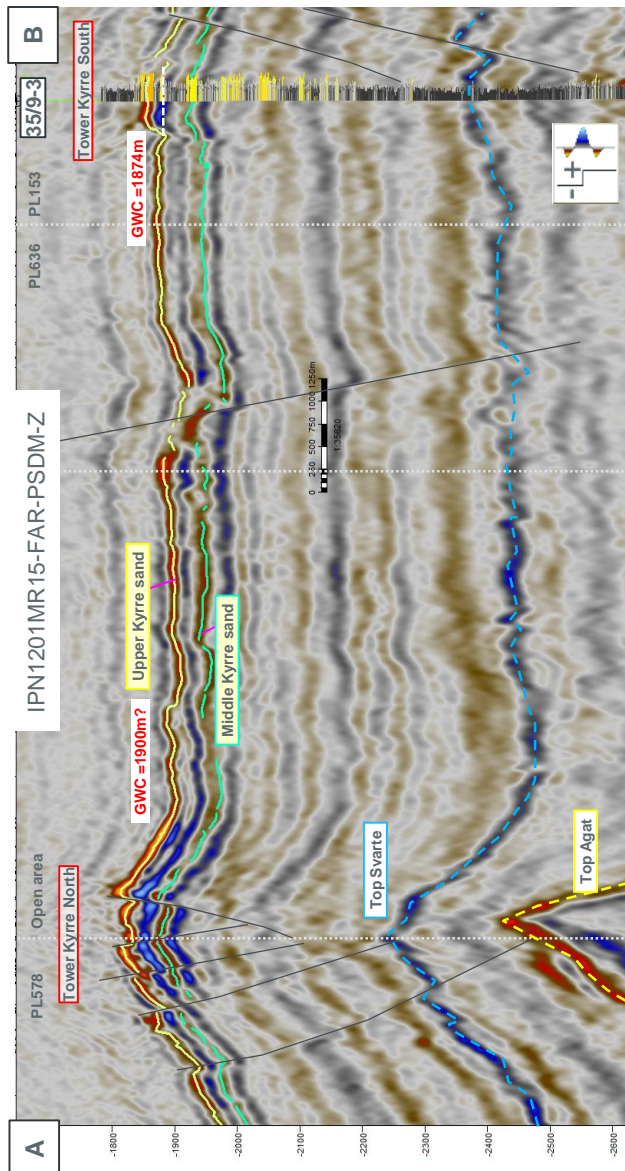 IPN1201MR15-FAR-PSDM-Z
A
B
PL578
Open area
PL636
PL153
35/9-3
Tower Kyrre North
Tower Kyrre South
GWC =1900m?
GWC =1874m
Upper Kyrre sand
Middle Kyrre sand
Top Svarte
Top Agat
0 250 500 750 1000 1250m
1:35620
- +
-1800
-1900
-2000
-2100
-2200
-2300
-2400
-2500
-2600